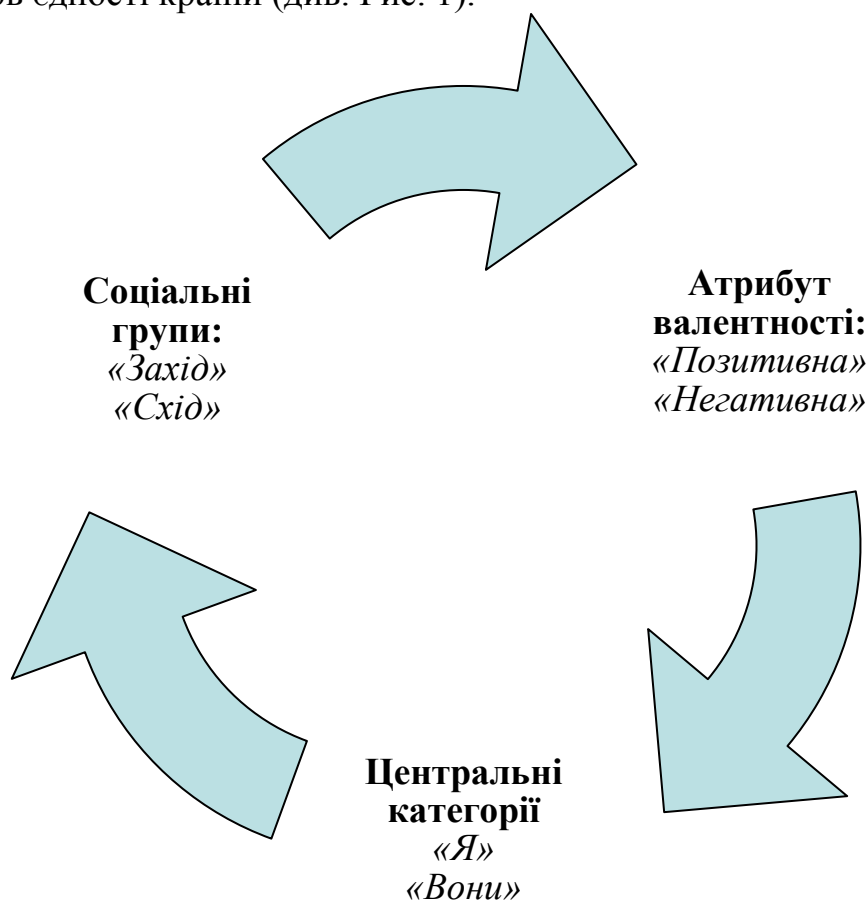 єдності країни (див. Рис. 1).
Соціальні
групи:
«Захід»
«Схід»
Атрибут
валентності:
«Позитивна»
«Негативна»
Центральні
категорії
«Я»
«Вони»